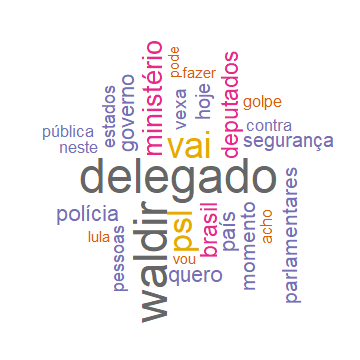 pode
fazer
ministério
governo
estados
vexa
hoje
deputados
golpe
pública
neste
contra
segurança
vai
delegado
polícia
lula
pessoas
waldir
psl
vou
quero
brasil
país
momento
acho
parlamentares